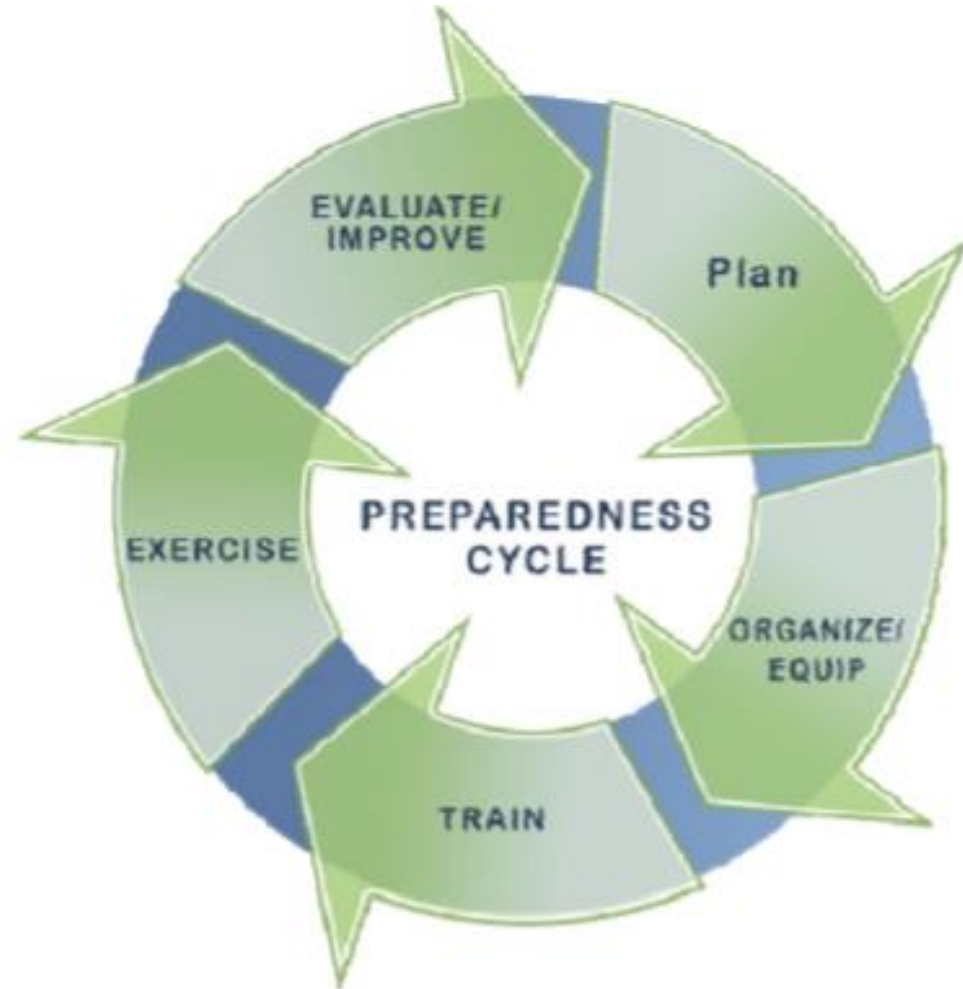 EVALUATE/
IMPROVE
Plan
PREPAREDNESS
CYCLE
EXERCISE
ORGANIZE/
EQUIP
TRAIN